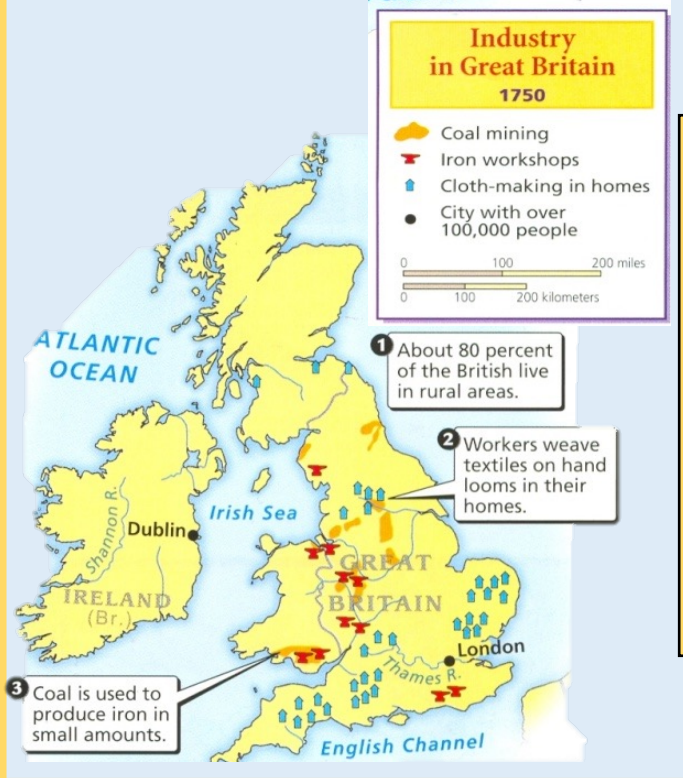 Industry
in Great Britain
1750
Coal mining
Iron workshops
Cloth-making in homes
City with over
100,000 people
0 100 200 miles
0 100 200 kilometers
ATLANTIC
OCEAN
1 About 80 percent
of the British live
in rural areas.
2 Workers weave
textiles on hand
looms in their
homes.
Irish Sea
Shannon R.
Dublin
GREAT
BRITAIN
IRELAND
(Br.)
London
Thames R.
3 Coal is used to
produce iron in
small amounts.
English Channel